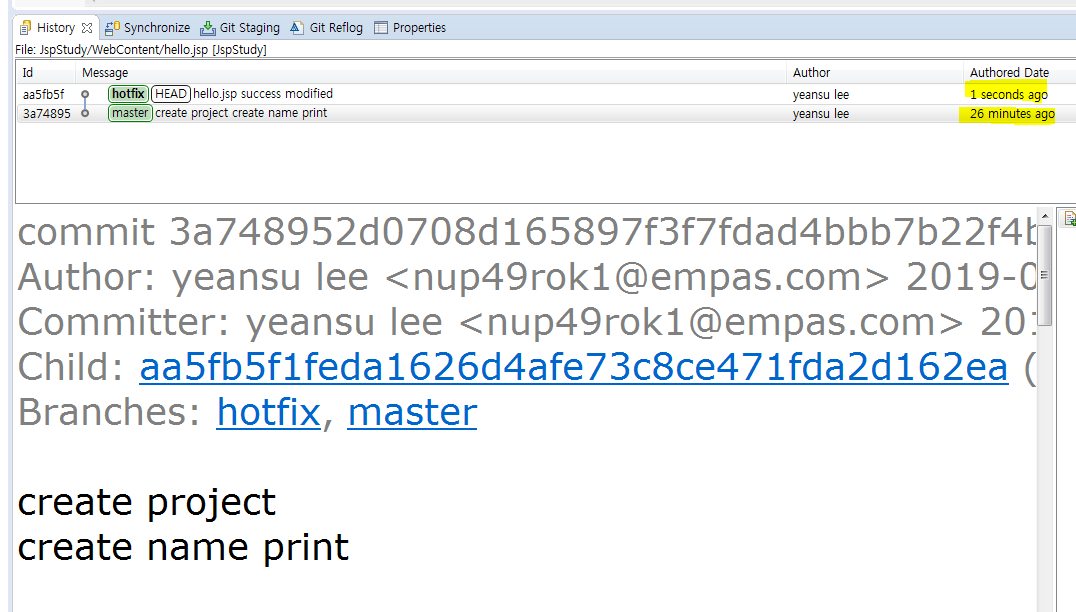 History Synchronize Git Staging Git Reflog Properties
File: JspStudy/WebContent/hello.jsp [JspStudy]
Id Message Author Authored Date
aa5fb5f hotfix HEAD hello.jsp success modified yeansu lee 1 seconds ago
3a74895 master create project create name print yeansu lee 26 minutes ago
commit 3a748952d0708d165897f3f7fdad4bbb7b22f4b
Author: yeansu lee <nup49rok1@empas.com> 2019-0
Committer: yeansu lee <nup49rok1@empas.com> 201
Child: aa5fb5f1feda1626d4afe73c8ce471fda2d162ea (
Branches: hotfix, master
create project
create name print